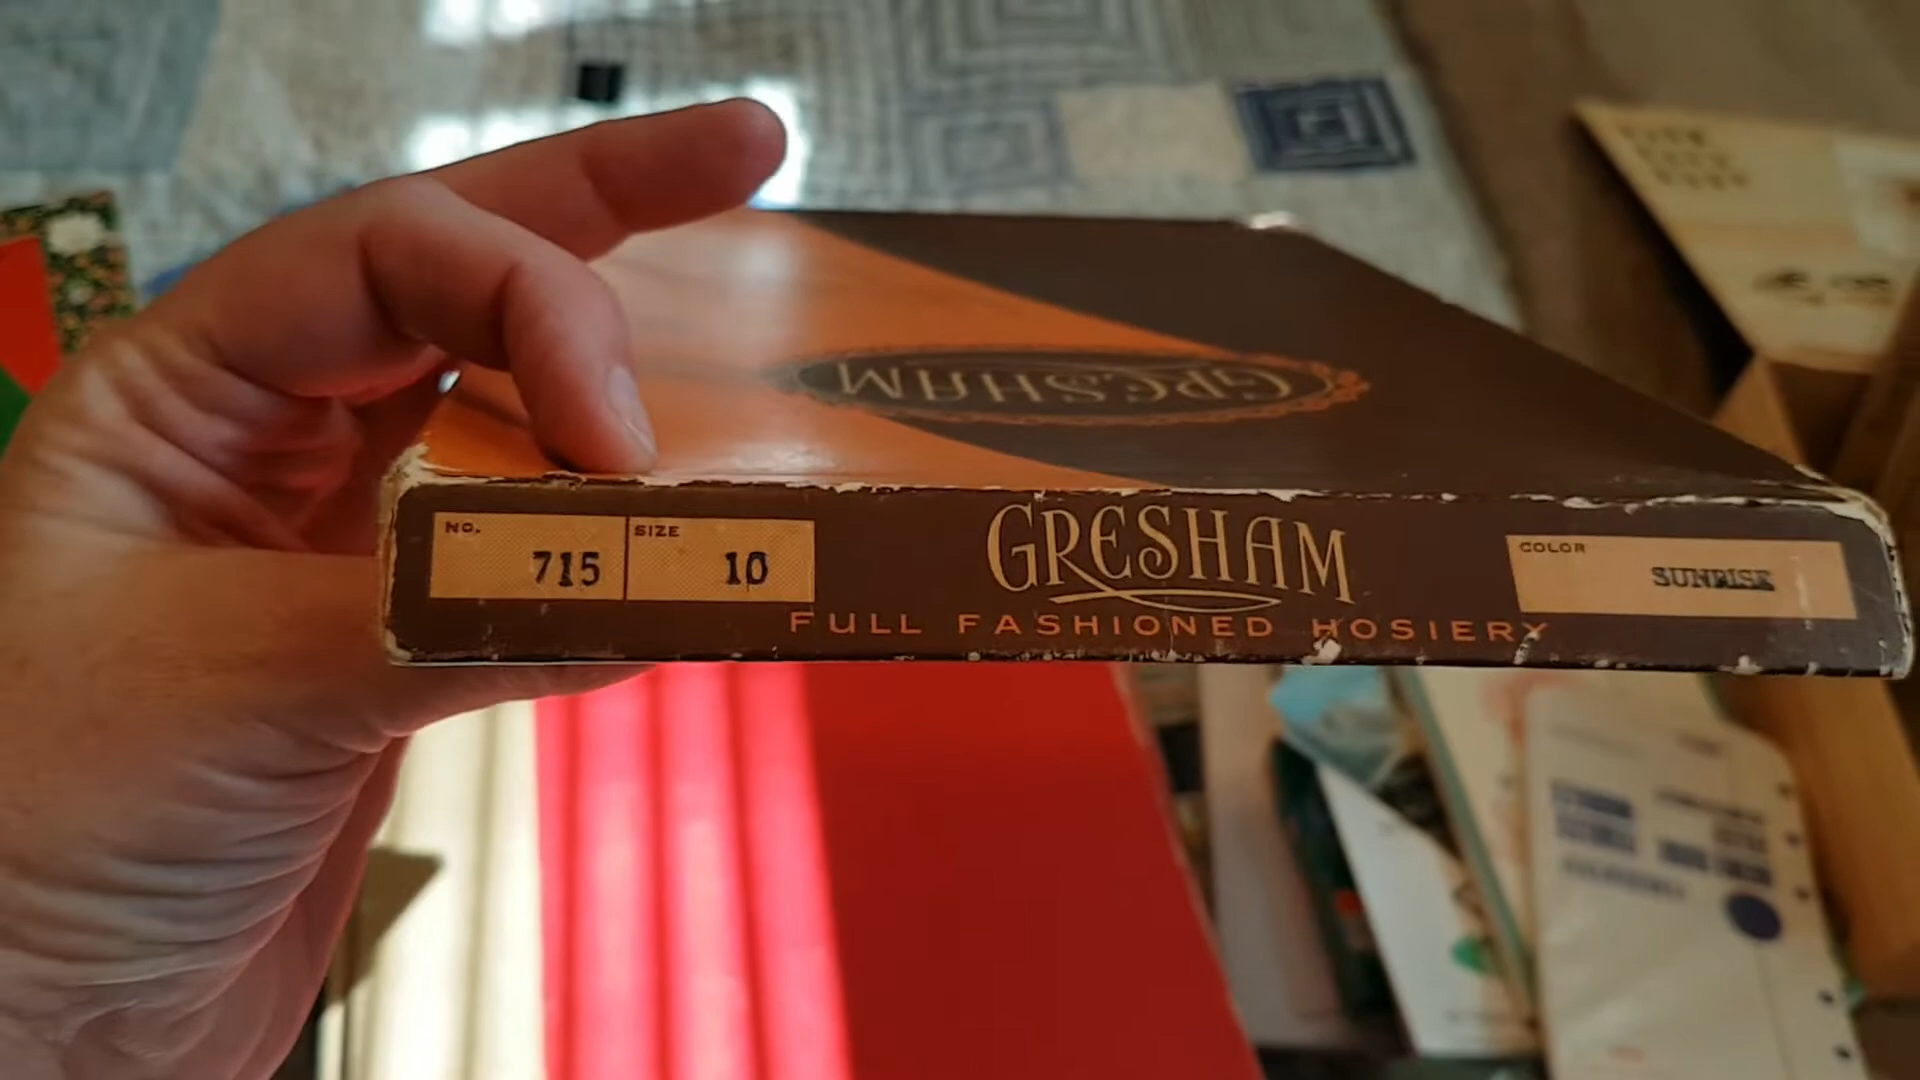 GRESHAM
NO. 715 SIZE 10
GRESHAM
FULL FASHIONED HOSIERY
COLOR SUNRISE